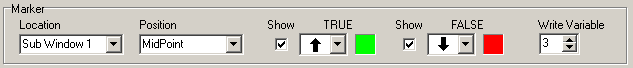 Marker
Location Position Show TRUE Show FALSE Write Variable
Sub Window 1 MidPoint 3